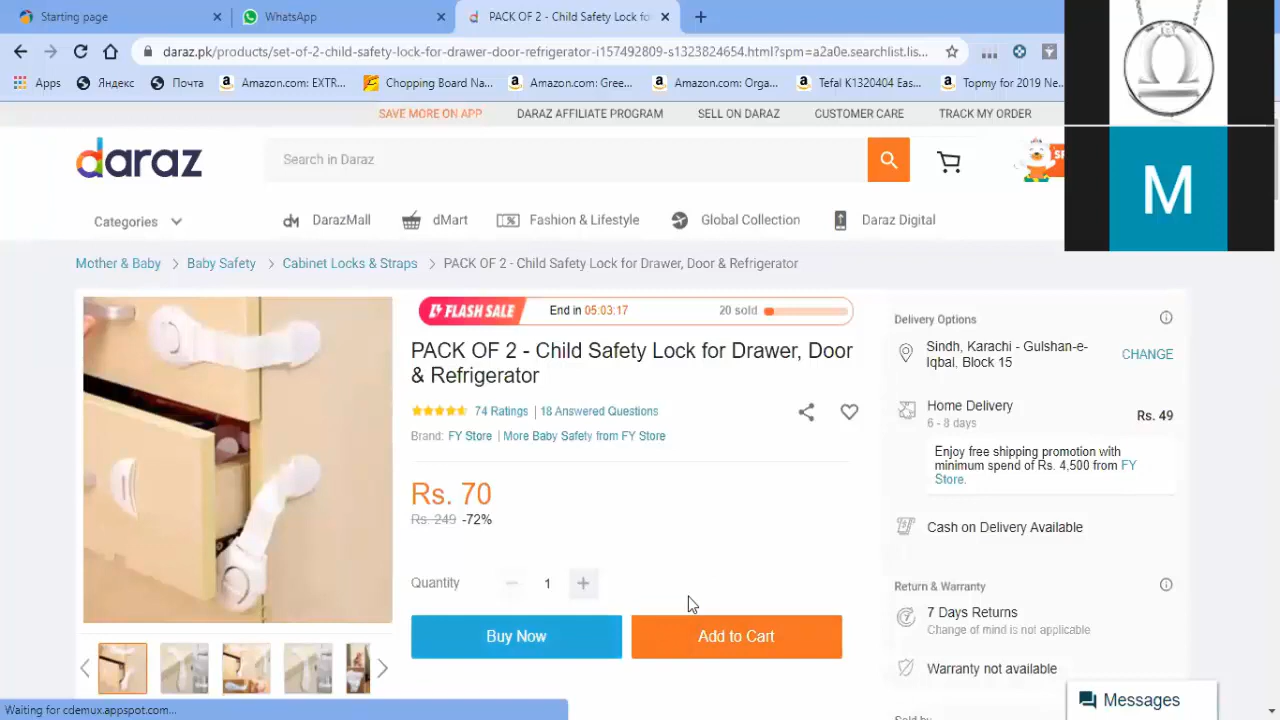 Starting page
WhatsApp
PACK OF 2 - Child Safety Lock fo
daraz.pk/products/set-of-2-child-safety-lock-for-drawer-door-refrigerator-i157492809-s1323824654.html?spm=a2a0e.searchlist.lis...
Apps
Яндекс
Почта
Amazon.com: EXTR...
Chopping Board Pla...
Amazon.com: Gree...
Amazon.com: Orga...
Tefal K1320404 Eas...
Topmy for 2019 Ne
SAVE MORE ON APP
DARAZ AFFILIATE PROGRAM
SELL ON DARAZ
CUSTOMER CARE
TRACK MY ORDER
daraz
Search in Daraz
M
Categories
DarazMall
dMart
Fashion & Lifestyle
Global Collection
Daraz Digital
Mother & Baby > Baby Safety > Cabinet Locks & Straps > PACK OF 2 - Child Safety Lock for Drawer, Door & Refrigerator
FLASH SALE
End in 05:03:17
20 sold
PACK OF 2 - Child Safety Lock for Drawer, Door
& Refrigerator
74 Ratings | 18 Answered Questions
Brand: FY Store | More Baby Safety from FY Store
Rs. 70
Rs. 249 -72%
Quantity
1
Buy Now
Add to Cart
Delivery Options
Sindh, Karachi - Gulshan-e-
Iqbal, Block 15
CHANGE
Home Delivery
Rs. 49
6 - 8 days
Enjoy free shipping promotion with
minimum spend of Rs. 4,500 from FY
Store.
Cash on Delivery Available
Return & Warranty
7 Days Returns
Change of mind is not applicable
Warranty not available
Messages
Waiting for cdemux.appspot.com...